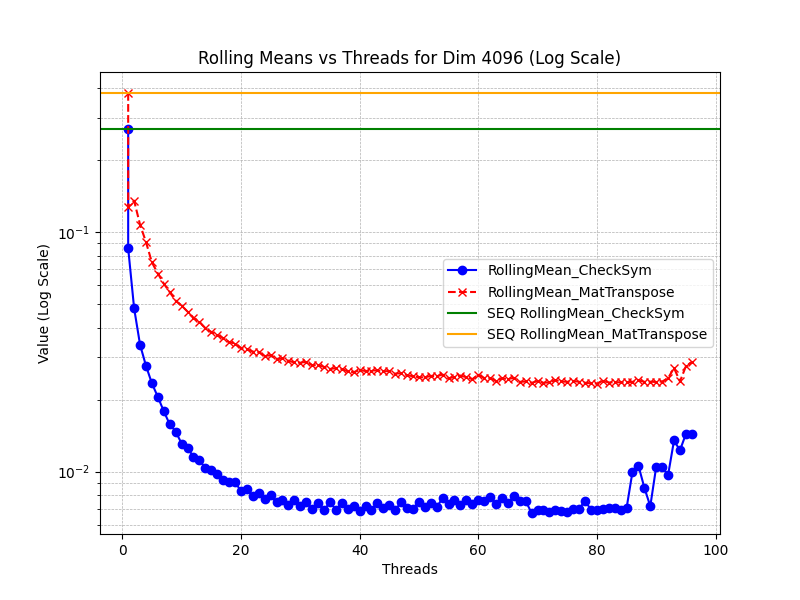 Rolling Means vs Threads for Dim 4096 (Log Scale)
Value (Log Scale)
10⁻¹
10⁻²
RollingMean_CheckSym
RollingMean_MatTranspose
SEQ RollingMean_CheckSym
SEQ RollingMean_MatTranspose
0 20 40 60 80 100
Threads